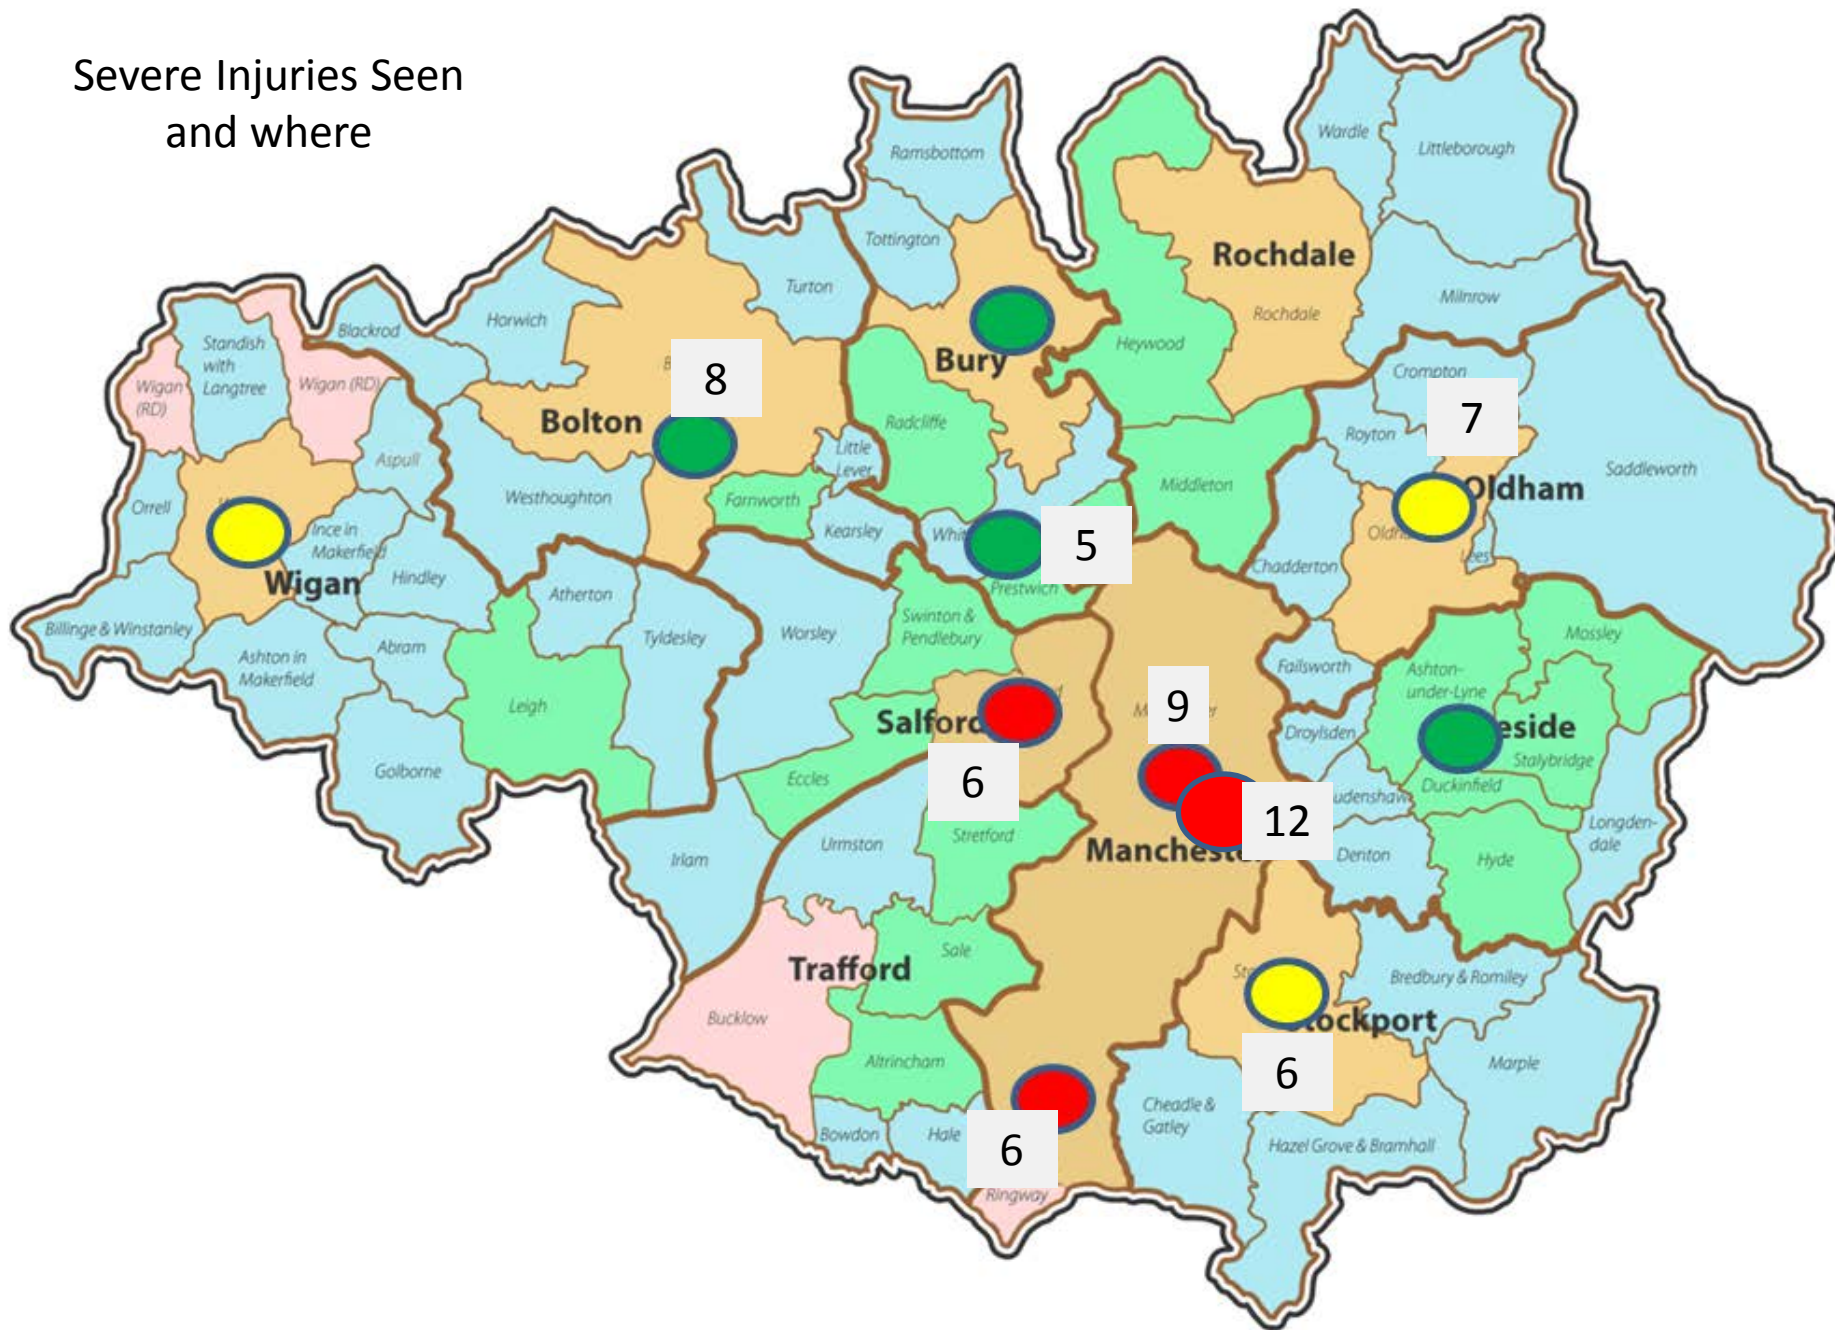 Severe Injuries Seen
and where
Wardle
Littleborough
Ramsbottom
Tottington
Rochdale
Turton
Milnrow
Rochdale
Horwich
Blackrod
Standish
with
Langtree
Heywood
Bury
Crompton
Wigan
(RD)
Wigan (RD)
8
7
Bolton
Radcliffe
Royton
Little
Lever
Aspull
Saddleworth
Middleton
Oldham
Westhoughton
Farnworth
Orrell
Ince in
Makerfield
Kearsley
Whit
5
Lees
Chadderton
Wigan
Hindley
Atherton
Prestwich
Swinton &
Pendlebury
Billinge & Winstanley
Tyldesley
Worsley
Mossley
Abram
Ashton in
Makerfield
Failsworth
Ashton-
under-Lyne
Leigh
9
Salford
Droylsden
eside
Stalybridge
Golborne
Eccles
6
Duckinfield
udenshaw
12
Stretford
Urmston
Longden-
dale
Manchester
Irlam
Denton
Hyde
Sale
Trafford
Bredbury & Romiley
Bucklow
Stockport
Altrincham
Marple
6
Cheadle &
Gatley
Bowdon
Hale
6
Hazel Grove & Bramhall
Ringway